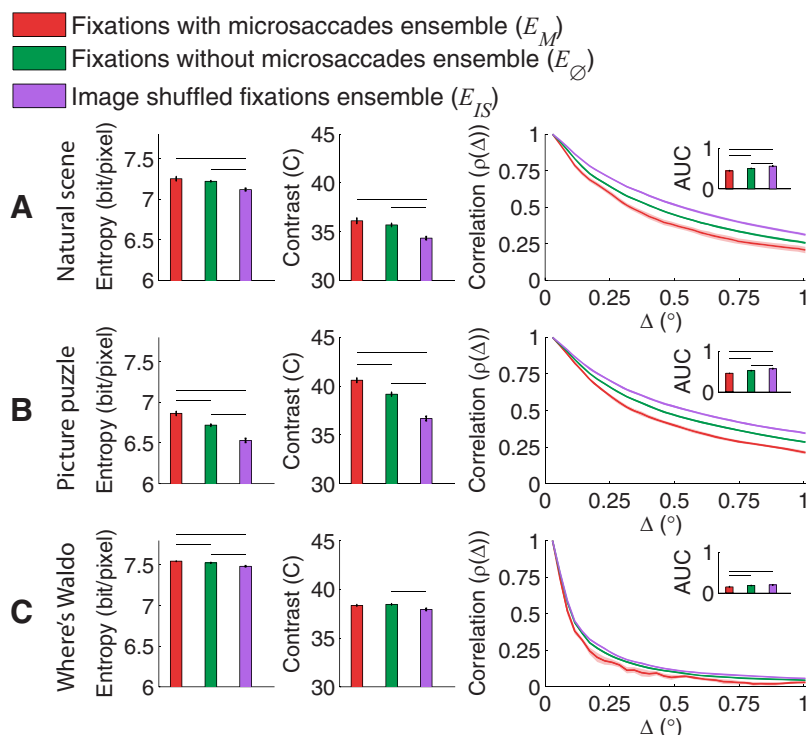 Fixations with microsaccades ensemble (E_M)
Fixations without microsaccades ensemble (E_∅)
Image shuffled fixations ensemble (E_IS)
A
Natural scene
Entropy (bit/pixel)
7.5
7
6.5
6
Contrast (C)
45
40
35
30
Correlation (ρ(Δ))
1
0.75
0.5
0.25
0
0 0.25 0.5 0.75 1
Δ (°)
AUC
1
0
B
Picture puzzle
Entropy (bit/pixel)
7.5
7
6.5
6
Contrast (C)
45
40
35
30
Correlation (ρ(Δ))
1
0.75
0.5
0.25
0
0 0.25 0.5 0.75 1
Δ (°)
AUC
1
0
C
Where's Waldo
Entropy (bit/pixel)
7.5
7
6.5
6
Contrast (C)
45
40
35
30
Correlation (ρ(Δ))
1
0.75
0.5
0.25
0
0 0.25 0.5 0.75 1
Δ (°)
AUC
1
0